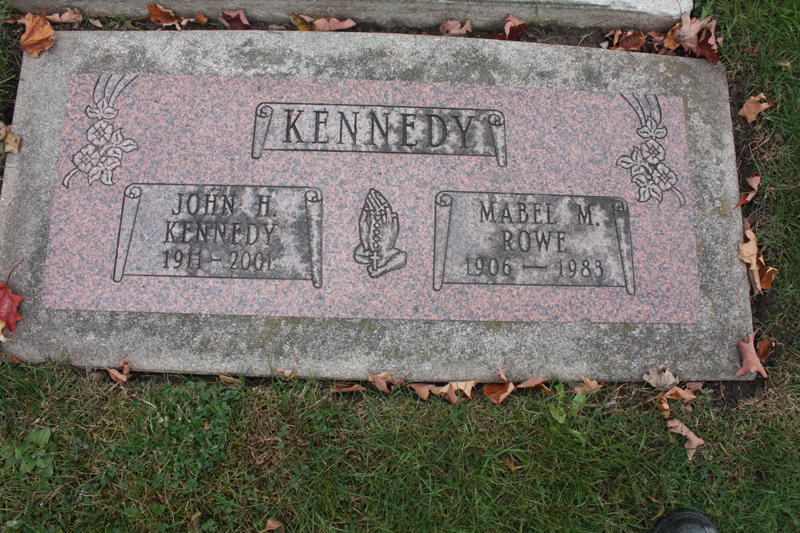 KENNEDY
JOHN H.
KENNEDY
1911 - 2001
MABEL M.
ROWE
1906 — 1983